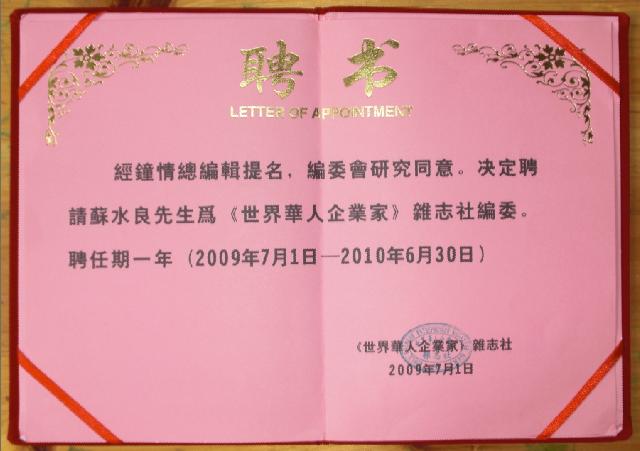 聘书
LETTER OF APPOINTMENT
經鐘情總編輯提名，編委會研究同意。决定聘
請蘇水良先生爲《世界華人企業家》雜志社編委。
聘任期一年（2009年7月1日—2010年6月30日）
《世界華人企業家》雜志社
2009年7月1日